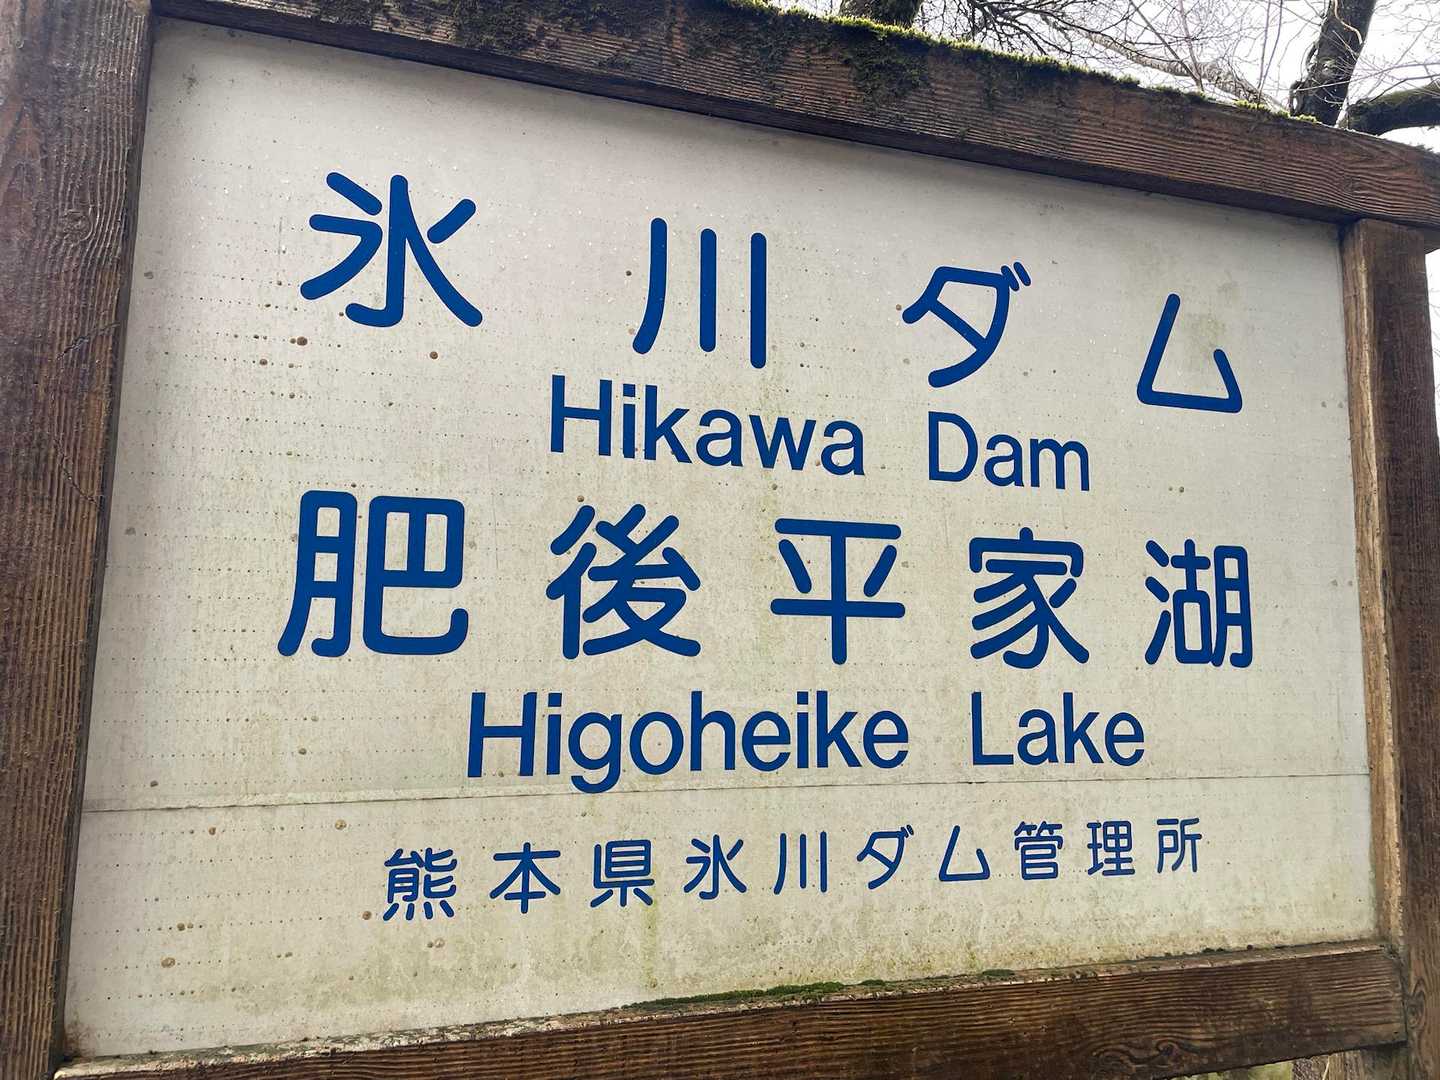 氷川ダム
Hikawa Dam
肥後平家湖
Higoheike Lake
熊本県氷川ダム管理所